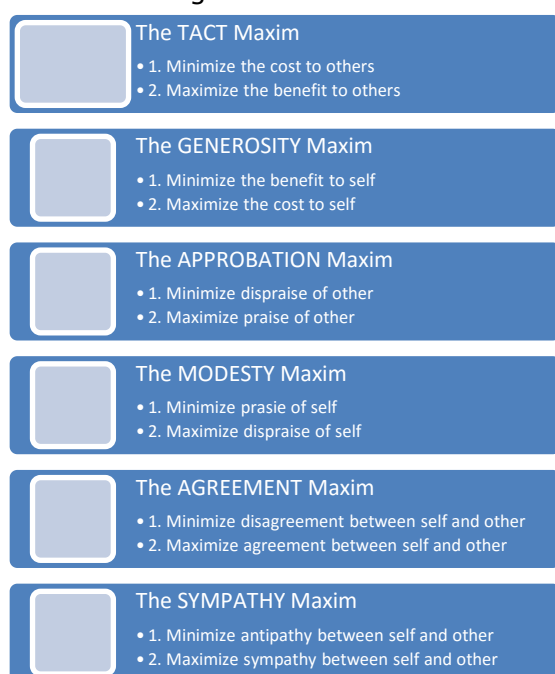 The TACT Maxim
• 1. Minimize the cost to others
• 2. Maximize the benefit to others
The GENEROSITY Maxim
• 1. Minimize the benefit to self
• 2. Maximize the cost to self
The APPROBATION Maxim
• 1. Minimize dispraise of other
• 2. Maximize praise of other
The MODESTY Maxim
• 1. Minimize prasie of self
• 2. Maximize dispraise of self
The AGREEMENT Maxim
• 1. Minimize disagreement between self and other
• 2. Maximize agreement between self and other
The SYMPATHY Maxim
• 1. Minimize antipathy between self and other
• 2. Maximize sympathy between self and other